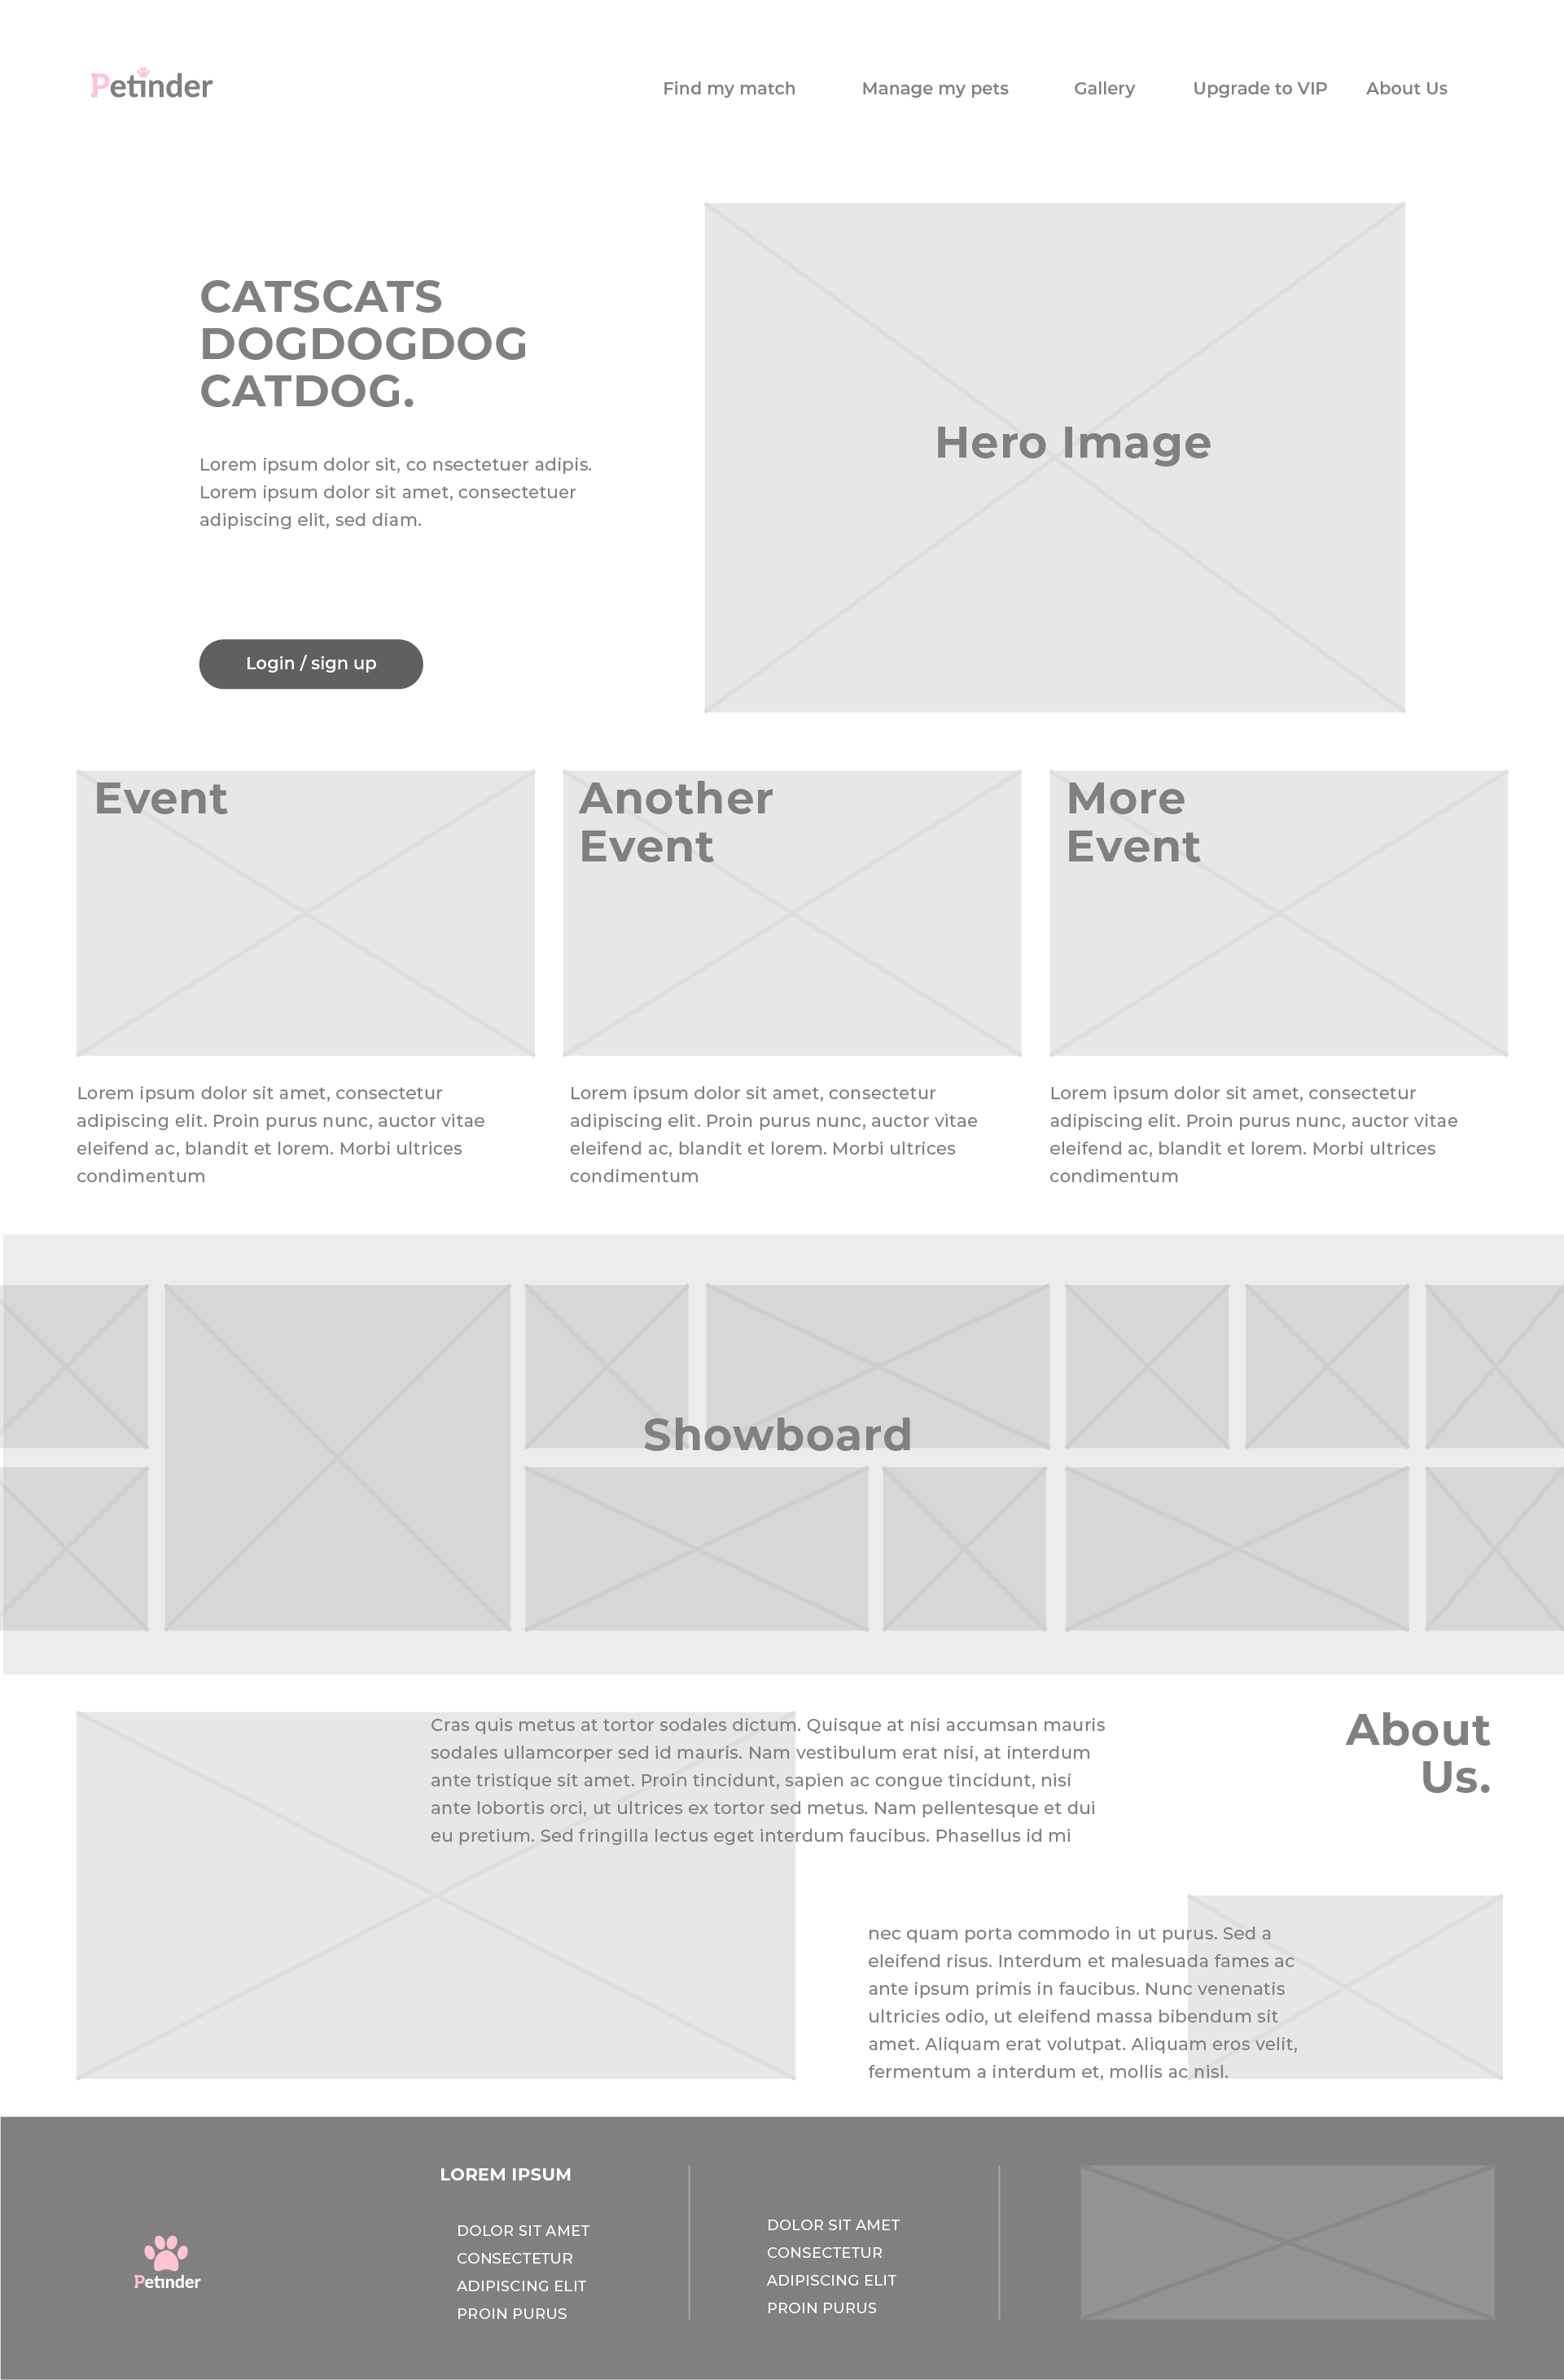 Petinder
Find my match
Manage my pets
Gallery
Upgrade to VIP
About Us
CATSCATS
DOGDOGDOG
CATDOG.
Lorem ipsum dolor sit, co nsectetuer adipis.
Lorem ipsum dolor sit amet, consectetuer
adipiscing elit, sed diam.
Login / sign up
Hero Image
Event
Lorem ipsum dolor sit amet, consectetur
adipiscing elit. Proin purus nunc, auctor vitae
eleifend ac, blandit et lorem. Morbi ultrices
condimentum
Another
Event
Lorem ipsum dolor sit amet, consectetur
adipiscing elit. Proin purus nunc, auctor vitae
eleifend ac, blandit et lorem. Morbi ultrices
condimentum
More
Event
Lorem ipsum dolor sit amet, consectetur
adipiscing elit. Proin purus nunc, auctor vitae
eleifend ac, blandit et lorem. Morbi ultrices
condimentum
Showboard
About
Us.
Cras quis metus at tortor sodales dictum. Quisque at nisi accumsan mauris
sodales ullamcorper sed id mauris. Nam vestibulum erat nisi, at interdum
ante tristique sit amet. Proin tincidunt, sapien ac congue tincidunt, nisi
ante lobortis orci, ut ultrices ex tortor sed metus. Nam pellentesque et dui
eu pretium. Sed fringilla lectus eget interdum faucibus. Phasellus id mi
nec quam porta commodo in ut purus. Sed a
eleifend risus. Interdum et malesuada fames ac
ante ipsum primis in faucibus. Nunc venenatis
ultricies odio, ut eleifend massa bibendum sit
amet. Aliquam erat volutpat. Aliquam eros velit,
fermentum a interdum et, mollis ac nisl.
Petinder
LOREM IPSUM
DOLOR SIT AMET
CONSECTETUR
ADIPISCING ELIT
PROIN PURUS
DOLOR SIT AMET
CONSECTETUR
ADIPISCING ELIT
PROIN PURUS